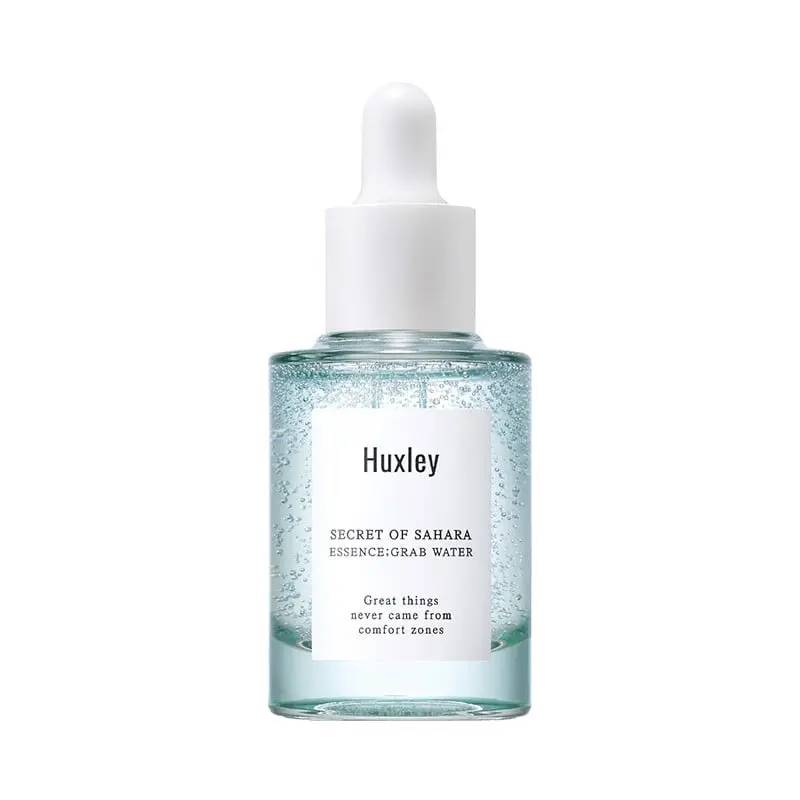 Huxley
SECRET OF SAHARA
ESSENCE;GRAB WATER
Great things
never came from
comfort zones